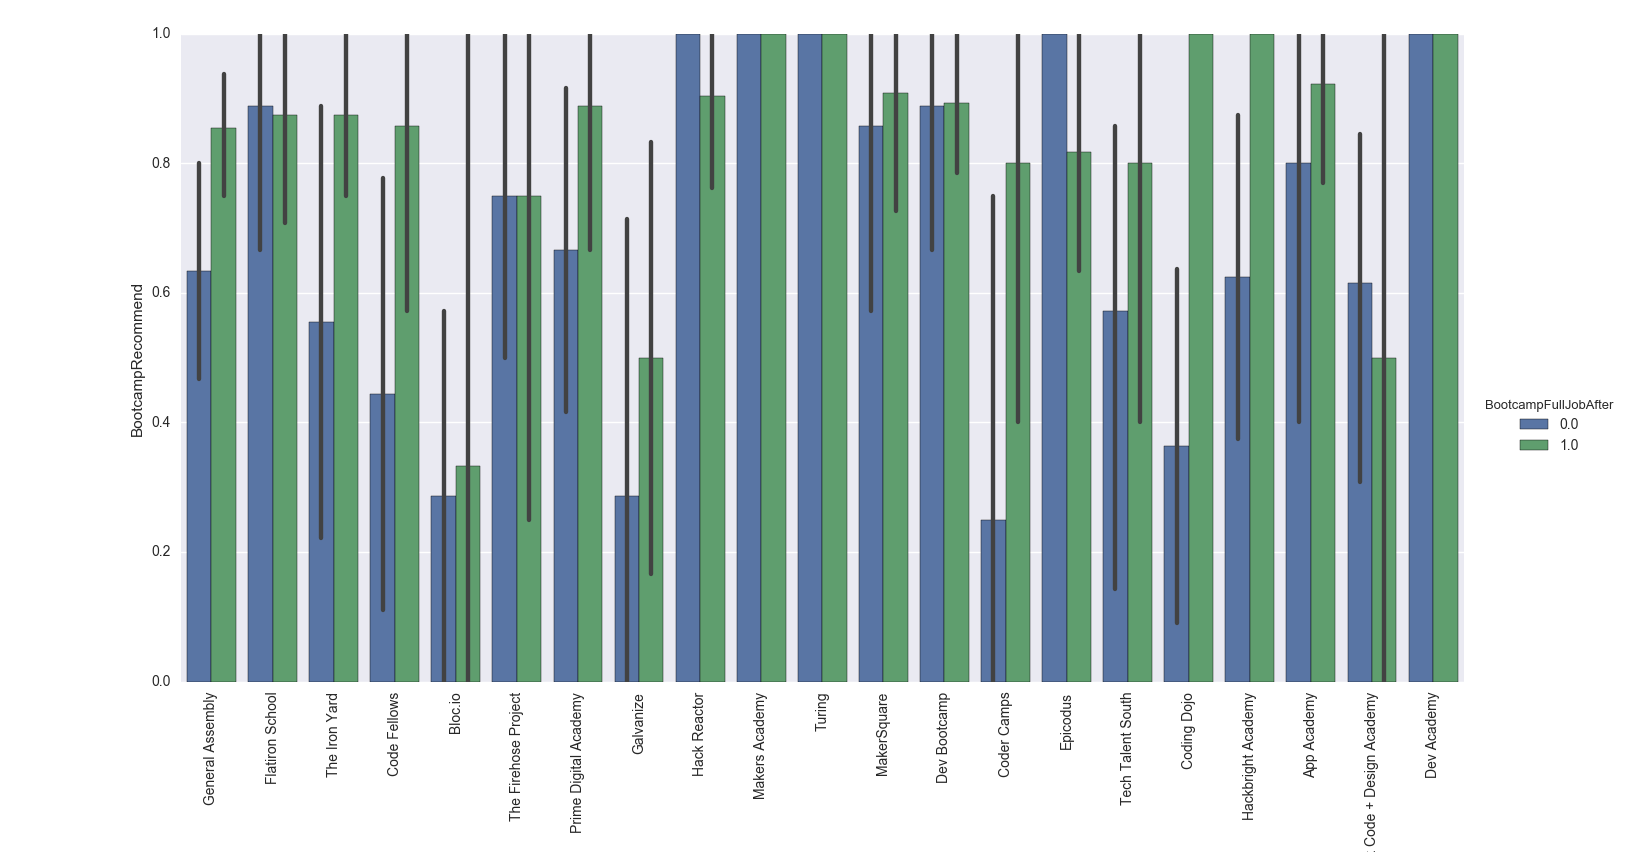 1.0
0.8
0.6
0.4
0.2
0.0
BootcampRecommend
General Assembly
Flatiron School
The Iron Yard
Code Fellows
Bloc.io
The Firehose Project
Prime Digital Academy
Galvanize
Hack Reactor
Makers Academy
Turing
MakerSquare
Dev Bootcamp
Coder Camps
Epicodus
Tech Talent South
Coding Dojo
Hackbright Academy
App Academy
Code + Design Academy
Dev Academy
BootcampFullJobAfter
0.0
1.0